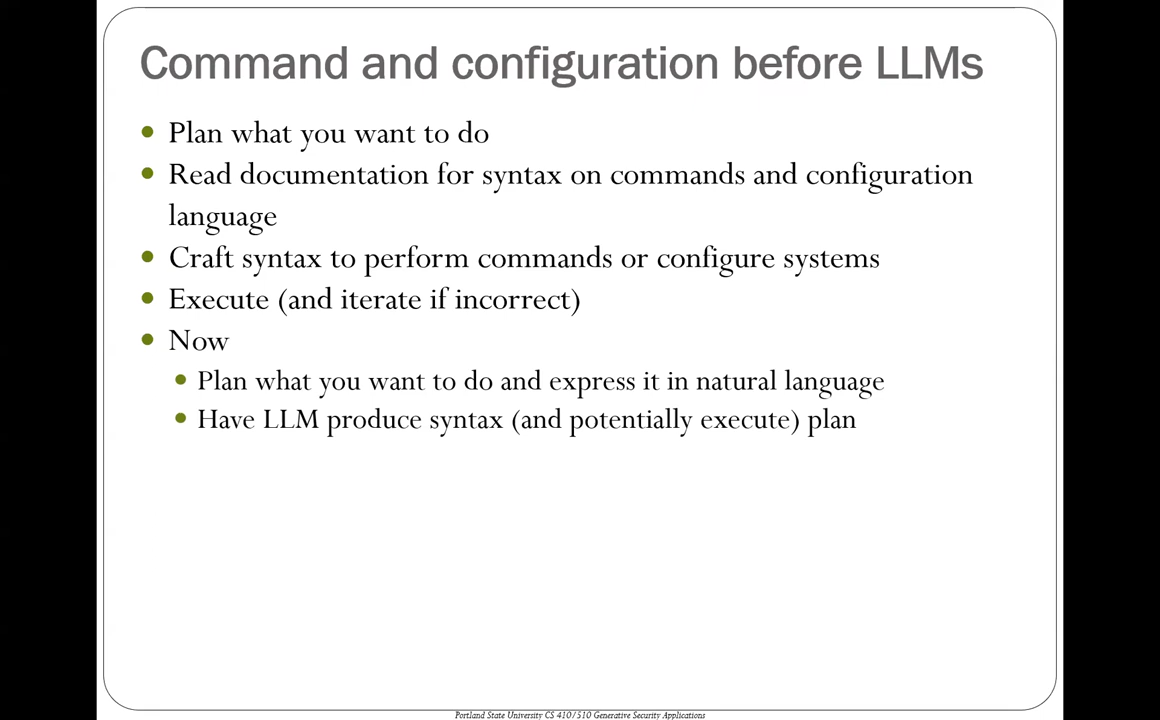 Command and configuration before LLMs
• Plan what you want to do
• Read documentation for syntax on commands and configuration
language
• Craft syntax to perform commands or configure systems
• Execute (and iterate if incorrect)
• Now
• Plan what you want to do and express it in natural language
• Have LLM produce syntax (and potentially execute) plan
Portland State University CS 410/510 Generative Security Applications